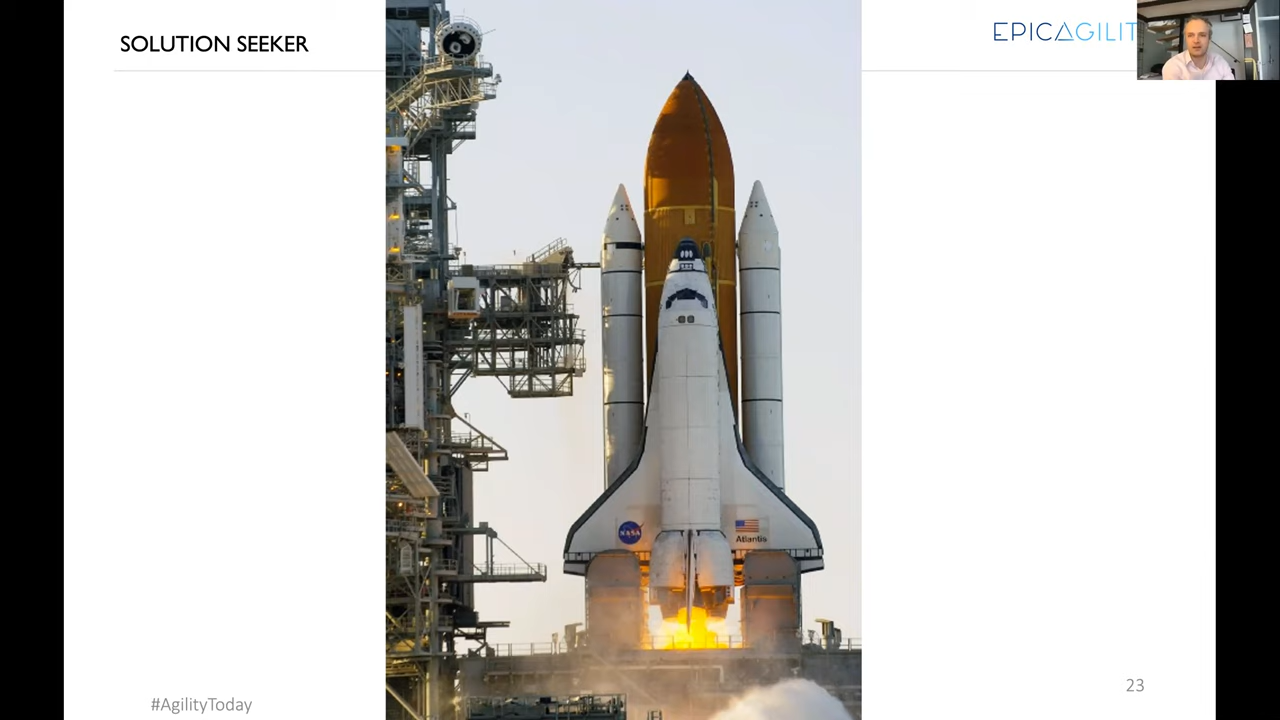 SOLUTION SEEKER
EPICAGILIT
NASA
Atlantis
#AgilityToday
23